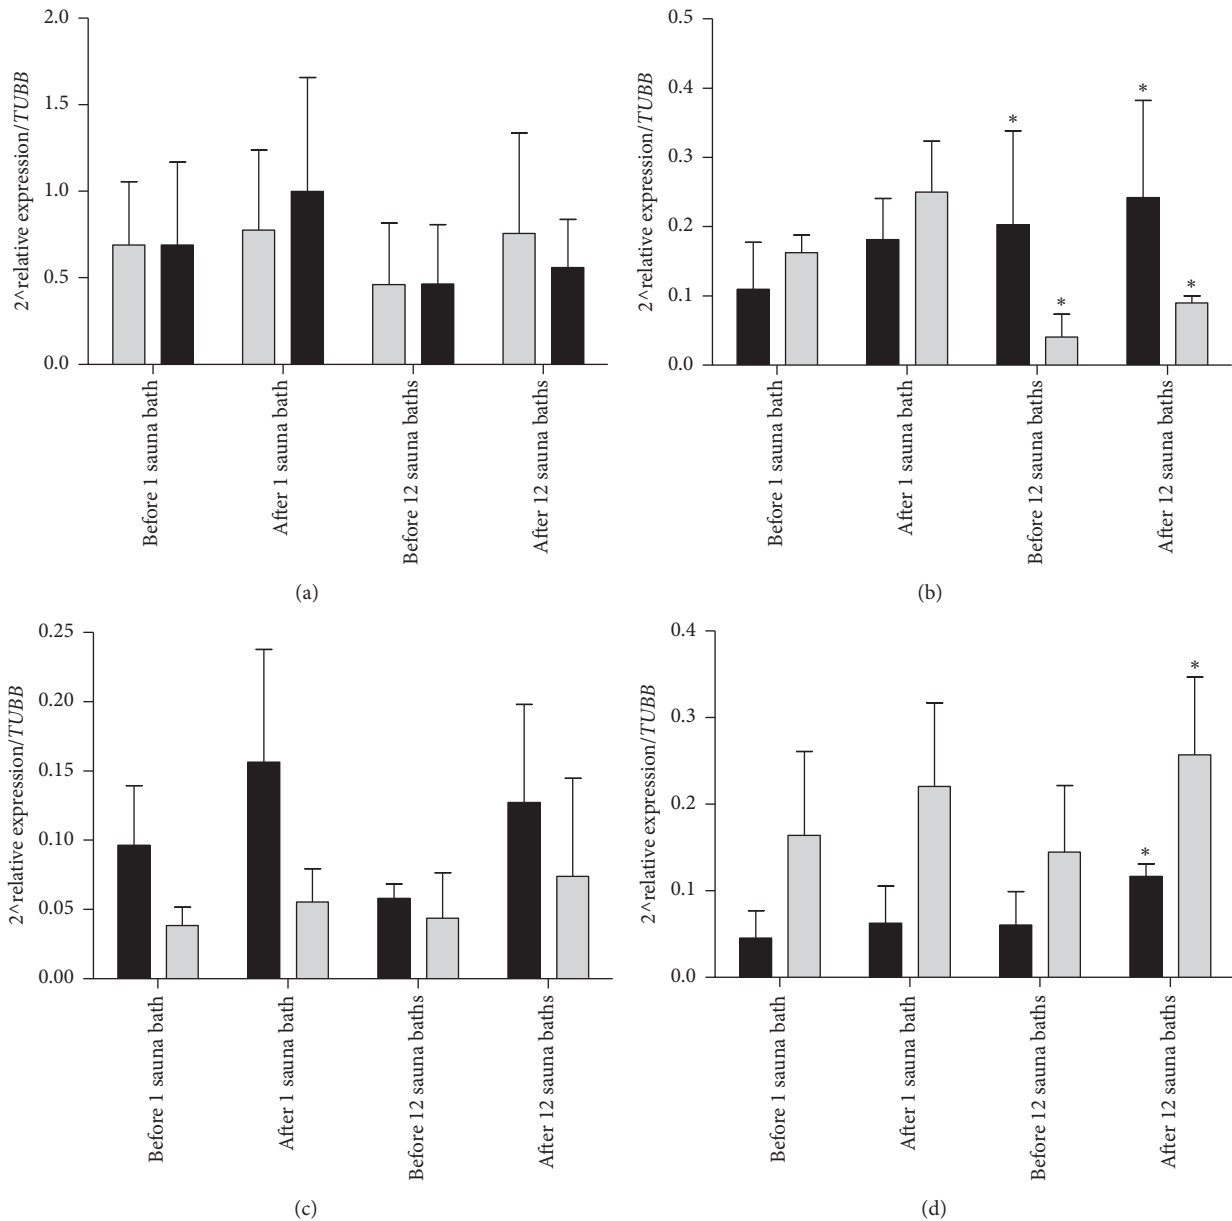 2^relative expression/TUBB
2.0
1.5
1.0
0.5
0.0
Before 1 sauna bath
After 1 sauna bath
Before 12 sauna baths
After 12 sauna baths
(a)
2^relative expression/TUBB
0.5
0.4
0.3
0.2
0.1
0.0
*
*
*
*
Before 1 sauna bath
After 1 sauna bath
Before 12 sauna baths
After 12 sauna baths
(b)
2^relative expression/TUBB
0.25
0.20
0.15
0.10
0.05
0.00
Before 1 sauna bath
After 1 sauna bath
Before 12 sauna baths
After 12 sauna baths
(c)
2^relative expression/TUBB
0.4
0.3
0.2
0.1
0.0
*
*
Before 1 sauna bath
After 1 sauna bath
Before 12 sauna baths
After 12 sauna baths
(d)